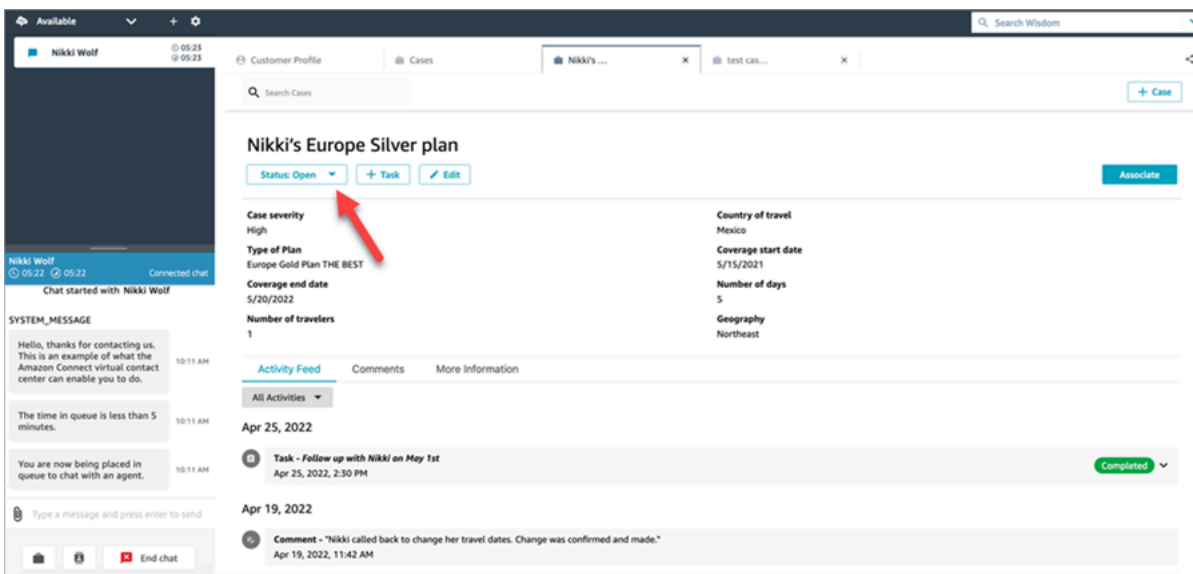 Available
Search Wisdom
Nikki Wolf
05:23
05:23
Customer Profile
Cases
Nikki's ...
test cas...
Search Cases
+ Case
Nikki's Europe Silver plan
Status: Open
+ Task
Edit
Associate
Case severity
High
Country of travel
Mexico
Type of Plan
Europe Gold Plan THE BEST
Coverage start date
5/15/2021
Coverage end date
5/20/2022
Number of days
5
Number of travelers
1
Geography
Northeast
Nikki Wolf
05:22 05:22 Connected chat
Chat started with Nikki Wolf
SYSTEM_MESSAGE
Hello, thanks for contacting us.
This is an example of what the
Amazon Connect virtual contact
center can enable you to do.
10:11 AM
The time in queue is less than 5
minutes.
10:11 AM
You are now being placed in
queue to chat with an agent.
10:11 AM
Type a message and press enter to send
End chat
Activity Feed Comments More Information
All Activities
Apr 25, 2022
Task - Follow up with Nikki on May 1st
Apr 25, 2022, 2:30 PM
Completed
Apr 19, 2022
Comment - "Nikki called back to change her travel dates. Change was confirmed and made."
Apr 19, 2022, 11:42 AM